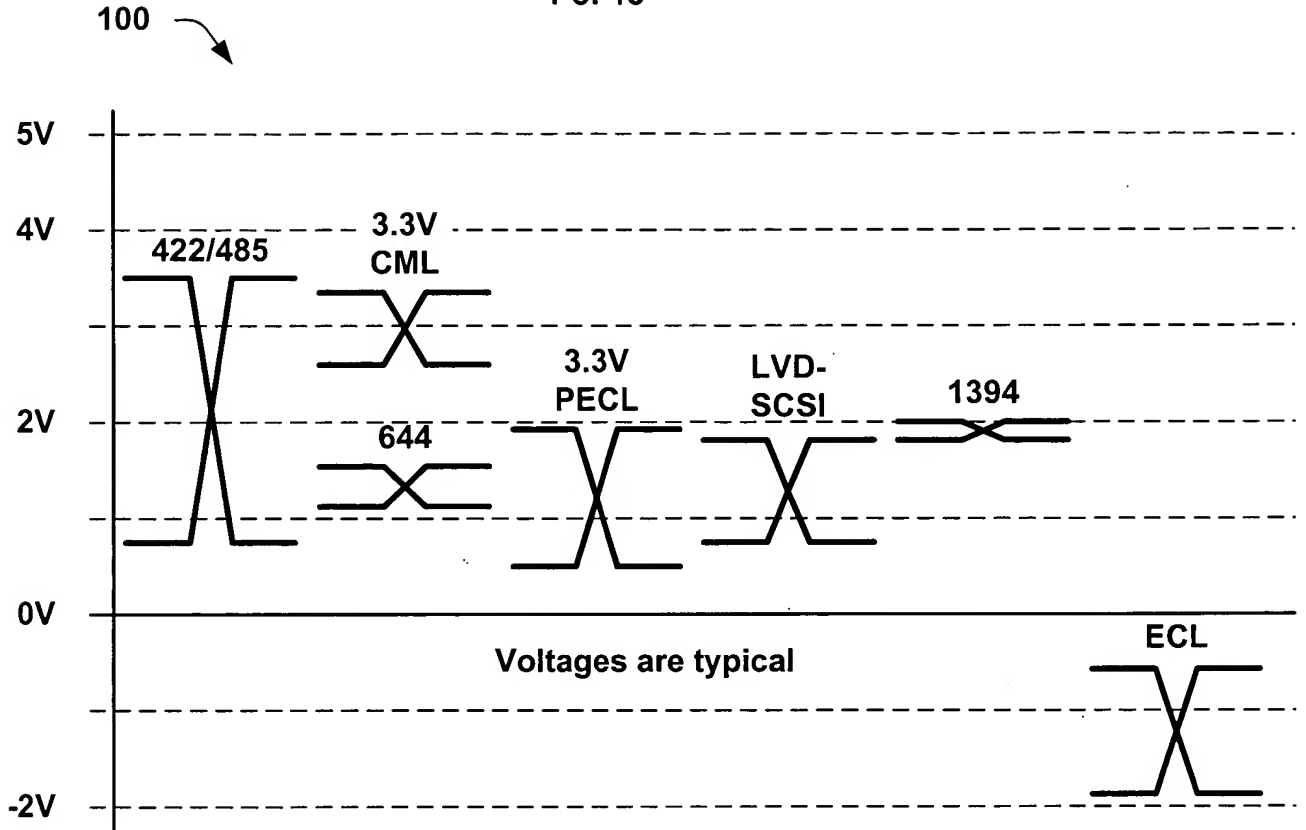 100
5V
4V
2V
0V
-2V
422/485
3.3V
CML
644
3.3V
PECL
LVD-
SCSI
1394
ECL
Voltages are typical